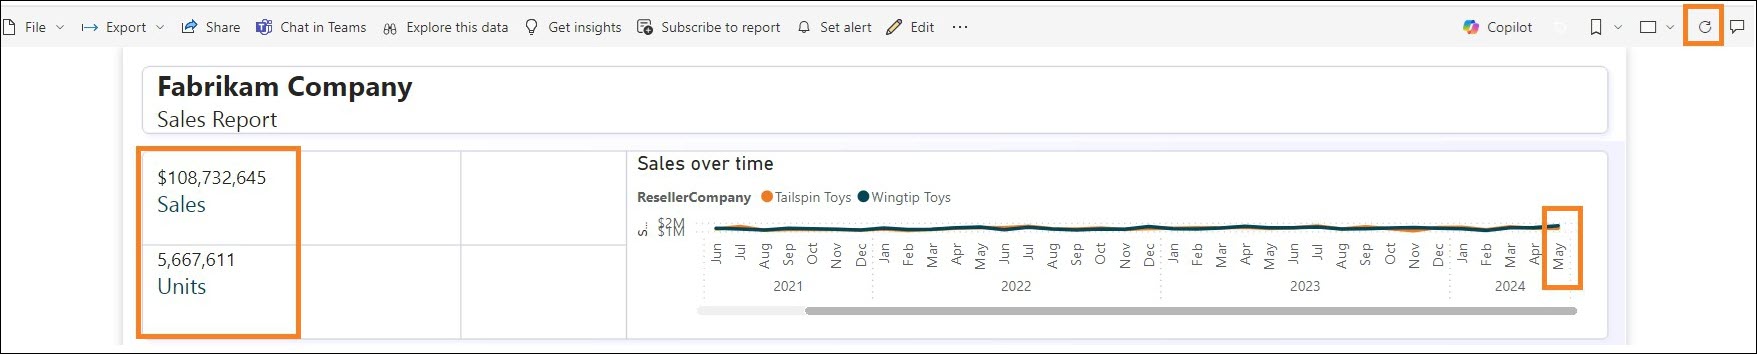 File Export Share Chat in Teams Explore this data Get insights Subscribe to report Set alert Edit ... Copilot
Fabrikam Company
Sales Report
$108,732,645
Sales
5,667,611
Units
Sales over time
ResellerCompany Tailspin Toys Wingtip Toys
S...
$2M
$1M
Jun Jul Aug Sep Oct Nov Dec Jan Feb Mar Apr May Jun Jul Aug Sep Oct Nov Dec Jan Feb Mar Apr May Jun Jul Aug Sep Oct Nov Dec Jan Feb Mar Apr May
2021 2022 2023 2024